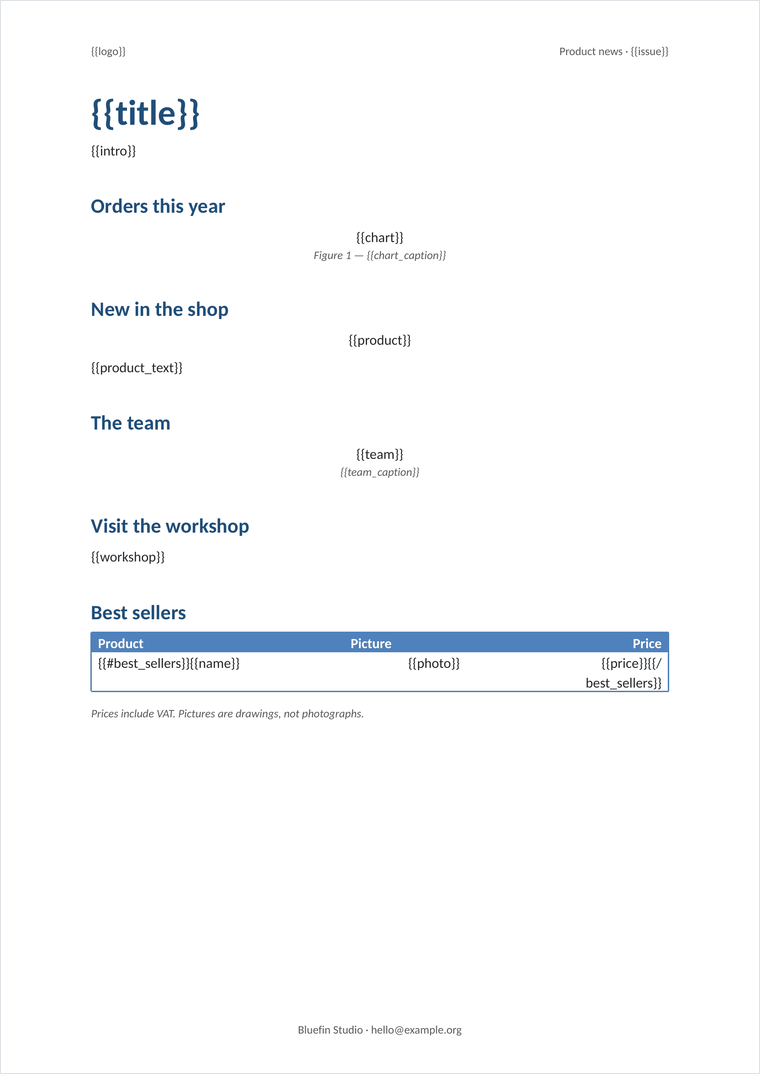 {{logo}}
Product news · {{issue}}
{{title}}
{{intro}}
Orders this year
{{chart}}
Figure 1 — {{chart_caption}}
New in the shop
{{product}}
{{product_text}}
The team
{{team}}
{{team_caption}}
Visit the workshop
{{workshop}}
Best sellers
Product Picture Price
{{#best_sellers}}{{name}} {{photo}} {{price}}{{/
best_sellers}}
Prices include VAT. Pictures are drawings, not photographs.
Bluefin Studio · hello@example.org